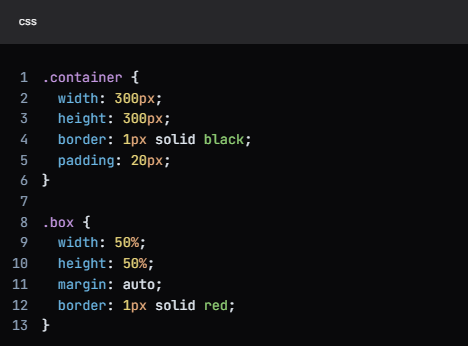 css
1 .container {
2   width: 300px;
3   height: 300px;
4   border: 1px solid black;
5   padding: 20px;
6 }
7
8 .box {
9   width: 50%;
10   height: 50%;
11   margin: auto;
12   border: 1px solid red;
13 }